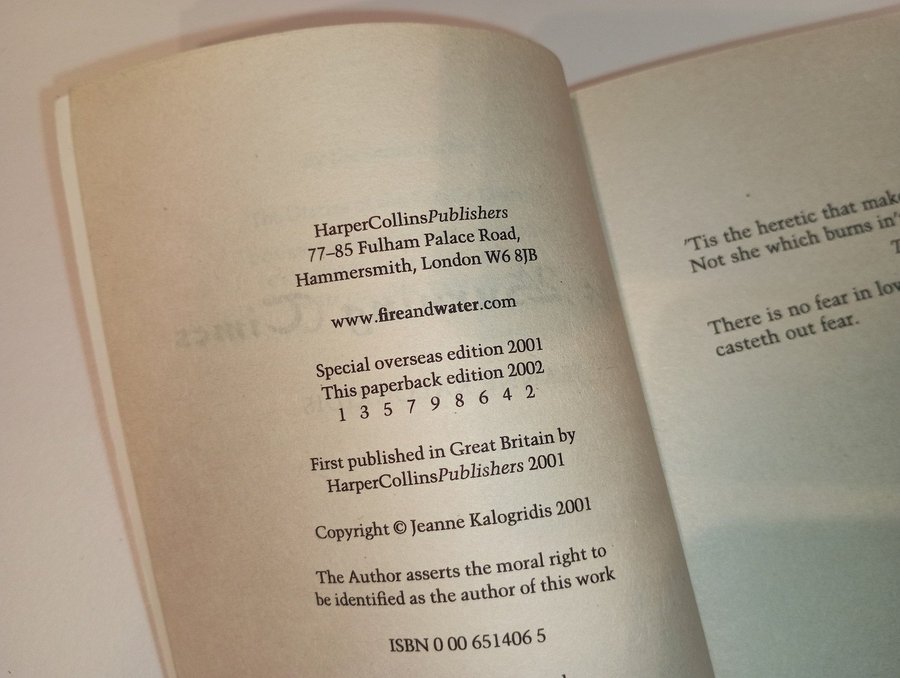 HarperCollinsPublishers
77–85 Fulham Palace Road,
Hammersmith, London W6 8JB
www.fireandwater.com
Special overseas edition 2001
This paperback edition 2002
1 3 5 7 9 8 6 4 2
First published in Great Britain by
HarperCollinsPublishers 2001
Copyright © Jeanne Kalogridis 2001
The Author asserts the moral right to
be identified as the author of this work
ISBN 0 00 651406 5
'Tis the heretic that
Not she which burns in't
There is no fear in
casteth out fear.